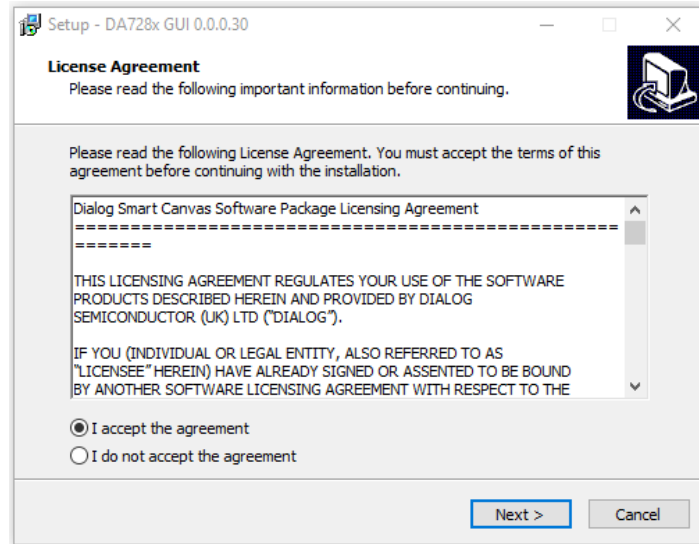 Setup - DA728x GUI 0.0.0.30
License Agreement
Please read the following important information before continuing.
Please read the following License Agreement. You must accept the terms of this
agreement before continuing with the installation.
Dialog Smart Canvas Software Package Licensing Agreement
=================================================
=======
THIS LICENSING AGREEMENT REGULATES YOUR USE OF THE SOFTWARE
PRODUCTS DESCRIBED HEREIN AND PROVIDED BY DIALOG
SEMICONDUCTOR (UK) LTD (“DIALOG”).
IF YOU (INDIVIDUAL OR LEGAL ENTITY, ALSO REFERRED TO AS
“LICENSEE” HEREIN) HAVE ALREADY SIGNED OR ASSENTED TO BE BOUND
BY ANOTHER SOFTWARE LICENSING AGREEMENT WITH RESPECT TO THE
I accept the agreement
I do not accept the agreement
Next >
Cancel